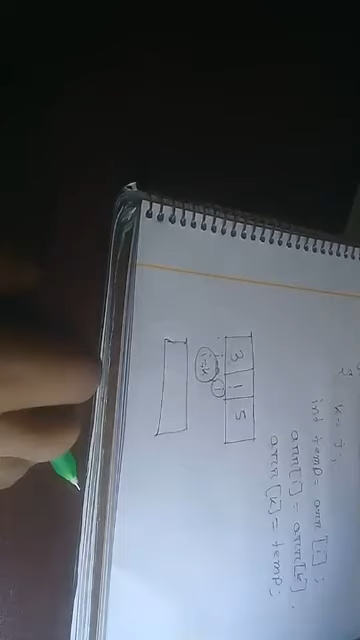 k = j;
}
int temp = arr[i];
arr[i] = arr[k].
arr[k] = temp;
3 1 5
i=k j